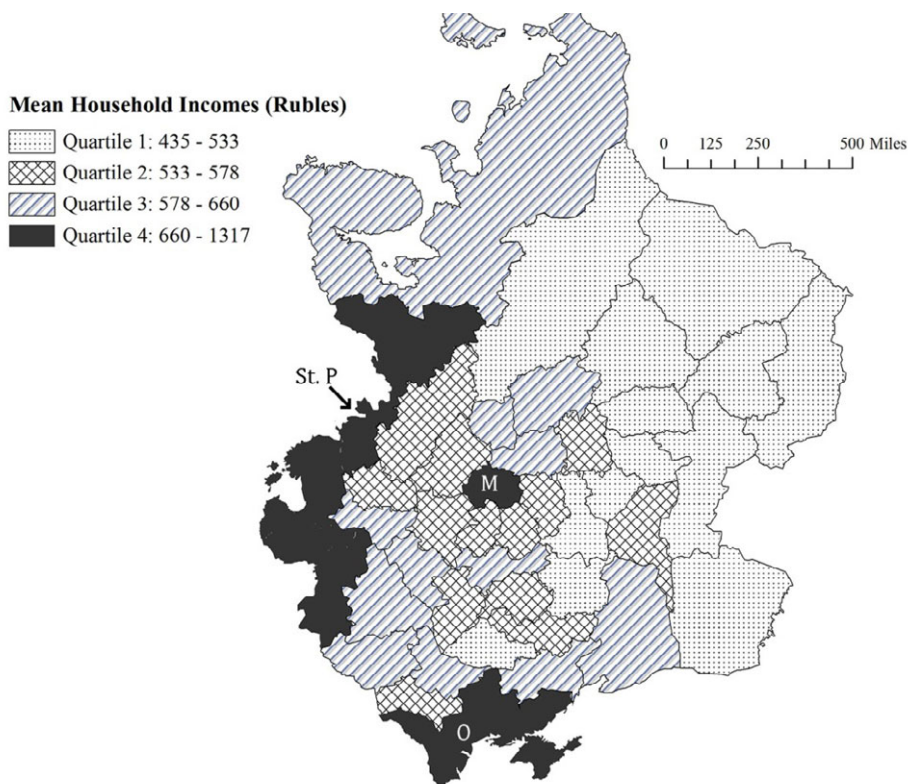 Mean Household Incomes (Rubles)
Quartile 1: 435 - 533
Quartile 2: 533 - 578
Quartile 3: 578 - 660
Quartile 4: 660 - 1317
0 125 250 500 Miles
St. P
M
O